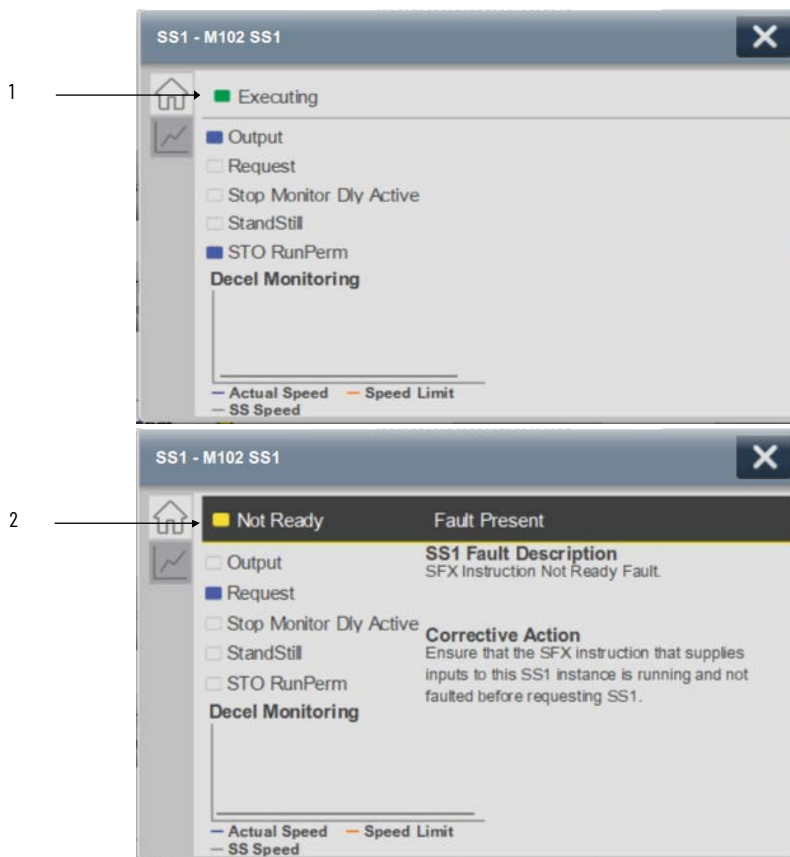 SS1 - M102 SS1
1
Executing
Output
Request
Stop Monitor Dly Active
StandStill
STO RunPerm
Decel Monitoring
Actual Speed
Speed Limit
SS Speed
SS1 - M102 SS1
2
Not Ready
Fault Present
Output
Request
Stop Monitor Dly Active
StandStill
STO RunPerm
SS1 Fault Description
SFX Instruction Not Ready Fault.
Corrective Action
Ensure that the SFX instruction that supplies
inputs to this SS1 instance is running and not
faulted before requesting SS1.
Decel Monitoring
Actual Speed
Speed Limit
SS Speed